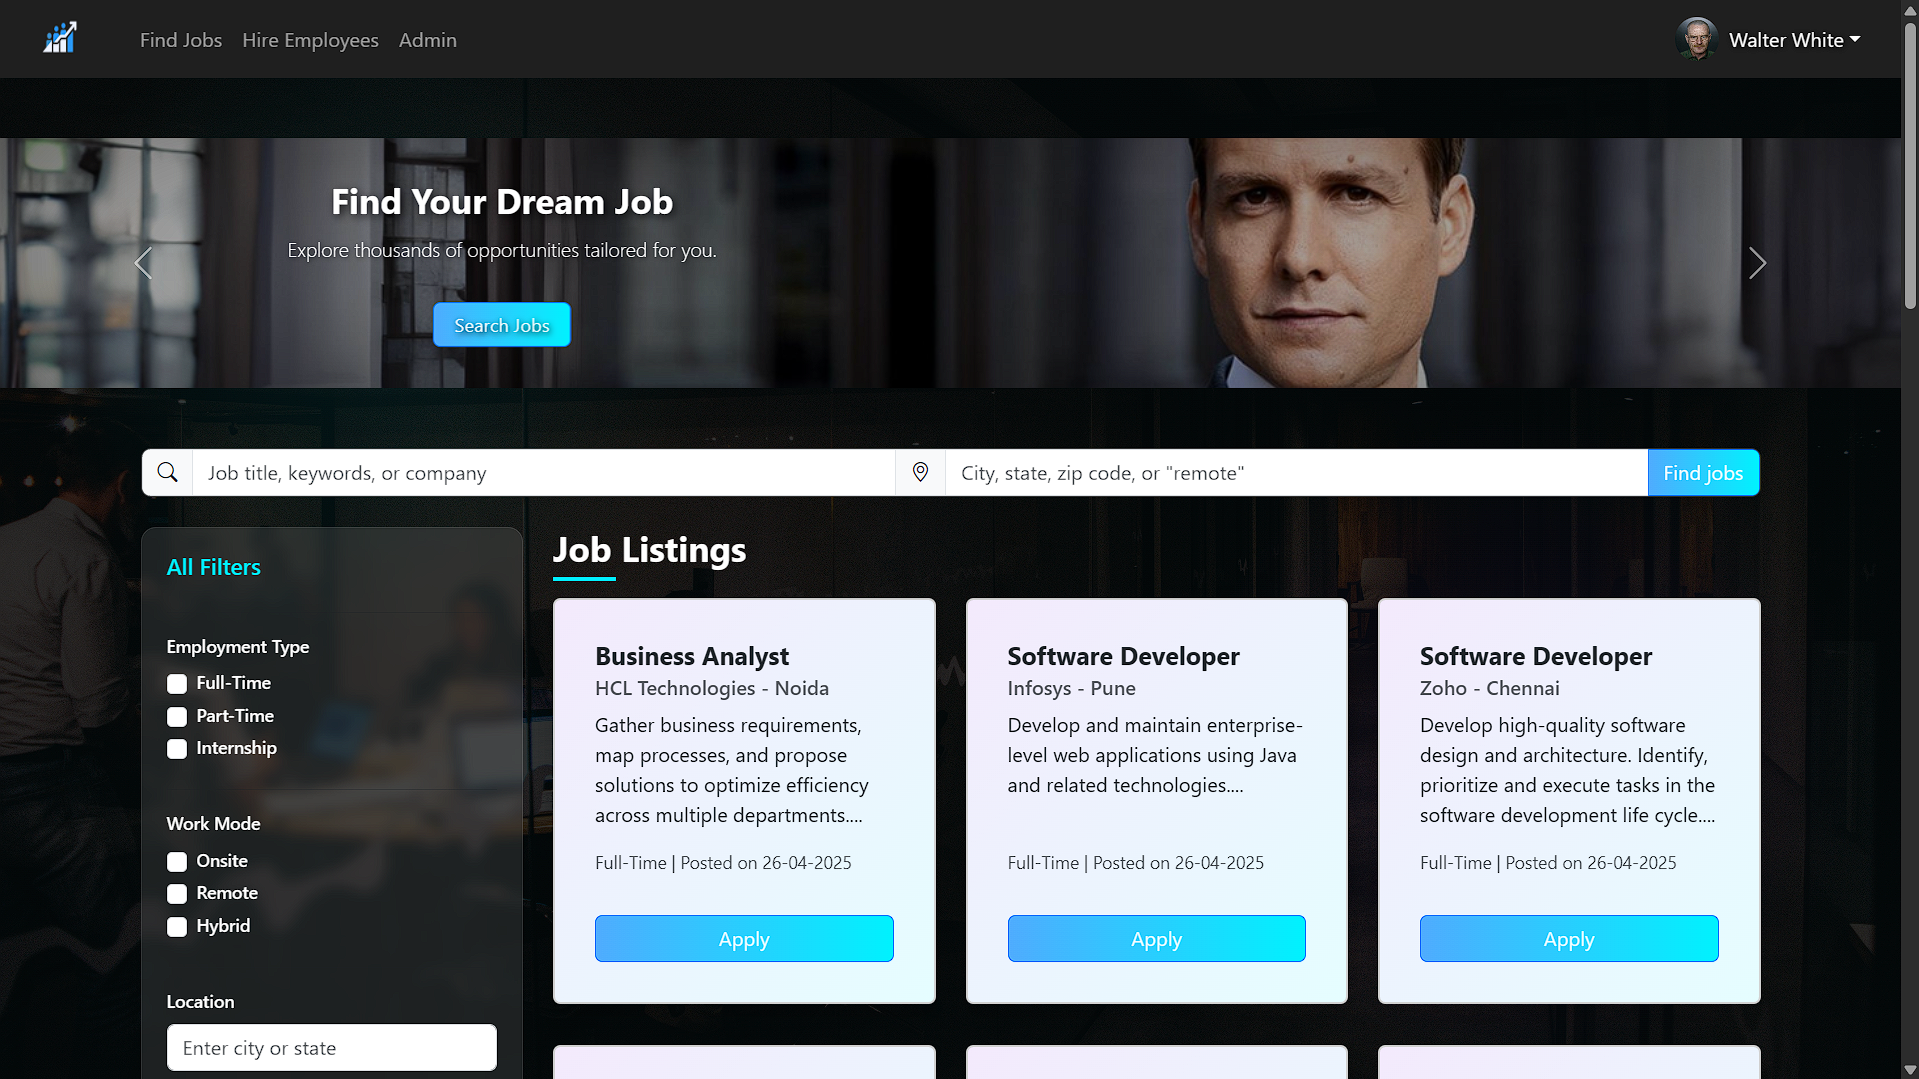 Find Jobs
Hire Employees
Admin
Walter White
Find Your Dream Job
Explore thousands of opportunities tailored for you.
Search Jobs
Job title, keywords, or company
City, state, zip code, or "remote"
Find jobs
All Filters
Employment Type
Full-Time
Part-Time
Internship
Work Mode
Onsite
Remote
Hybrid
Location
Enter city or state
Job Listings
Business Analyst
HCL Technologies - Noida
Gather business requirements,
map processes, and propose
solutions to optimize efficiency
across multiple departments....
Full-Time | Posted on 26-04-2025
Apply
Software Developer
Infosys - Pune
Develop and maintain enterprise-
level web applications using Java
and related technologies....
Full-Time | Posted on 26-04-2025
Apply
Software Developer
Zoho - Chennai
Develop high-quality software
design and architecture. Identify,
prioritize and execute tasks in the
software development life cycle....
Full-Time | Posted on 26-04-2025
Apply